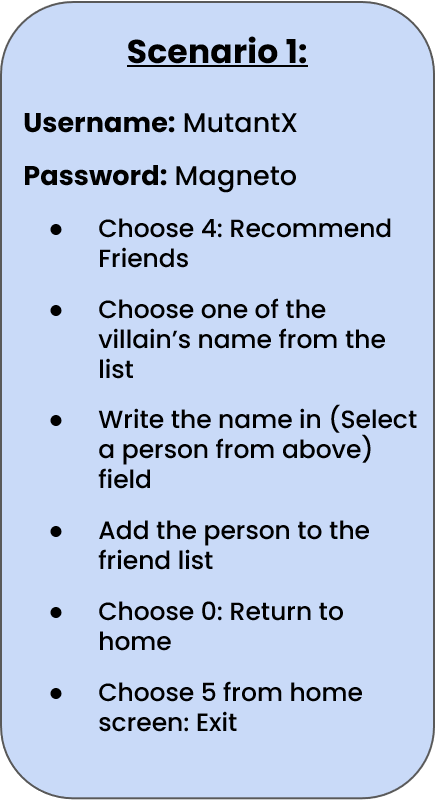 Scenario 1:
Username: MutantX
Password: Magneto
● Choose 4: Recommend
Friends
● Choose one of the
villain’s name from the
list
● Write the name in (Select
a person from above)
field
● Add the person to the
friend list
● Choose 0: Return to
home
● Choose 5 from home
screen: Exit